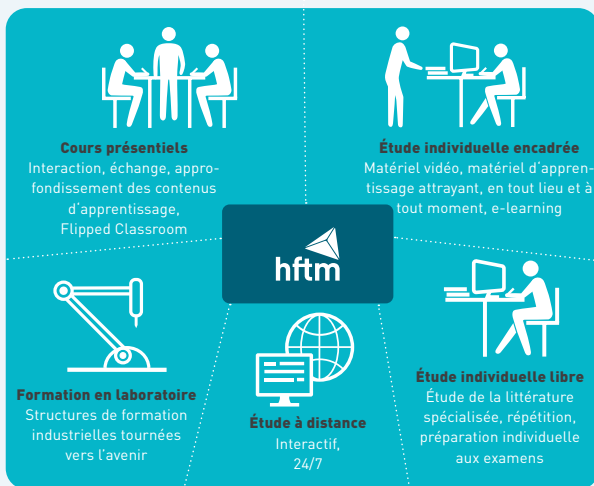 Cours présentiels
Interaction, échange, appro-
fondissement des contenus
d'apprentissage,
Flipped Classroom
Étude individuelle encadrée
Matériel vidéo, matériel d'appren-
tissage attrayant, en tout lieu et à
tout moment, e-learning
hftm
Formation en laboratoire
Structures de formation
industrielles tournées
vers l'avenir
Étude à distance
Interactif,
24/7
Étude individuelle libre
Étude de la littérature
spécialisée, répétition,
préparation individuelle
aux examens